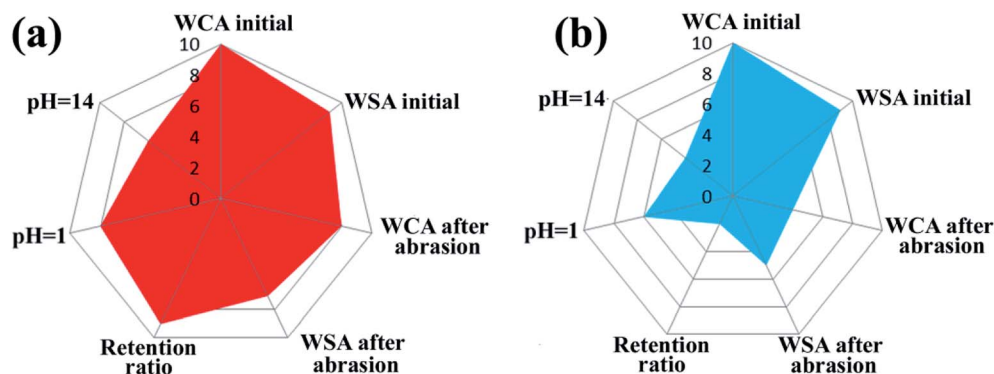 (a)
WCA initial
10
8
6
4
2
0
WSA initial
WCA after
abrasion
WSA after
abrasion
Retention
ratio
pH=1
pH=14
(b)
WCA initial
10
8
6
4
2
0
WSA initial
WCA after
abrasion
WSA after
abrasion
Retention
ratio
pH=1
pH=14